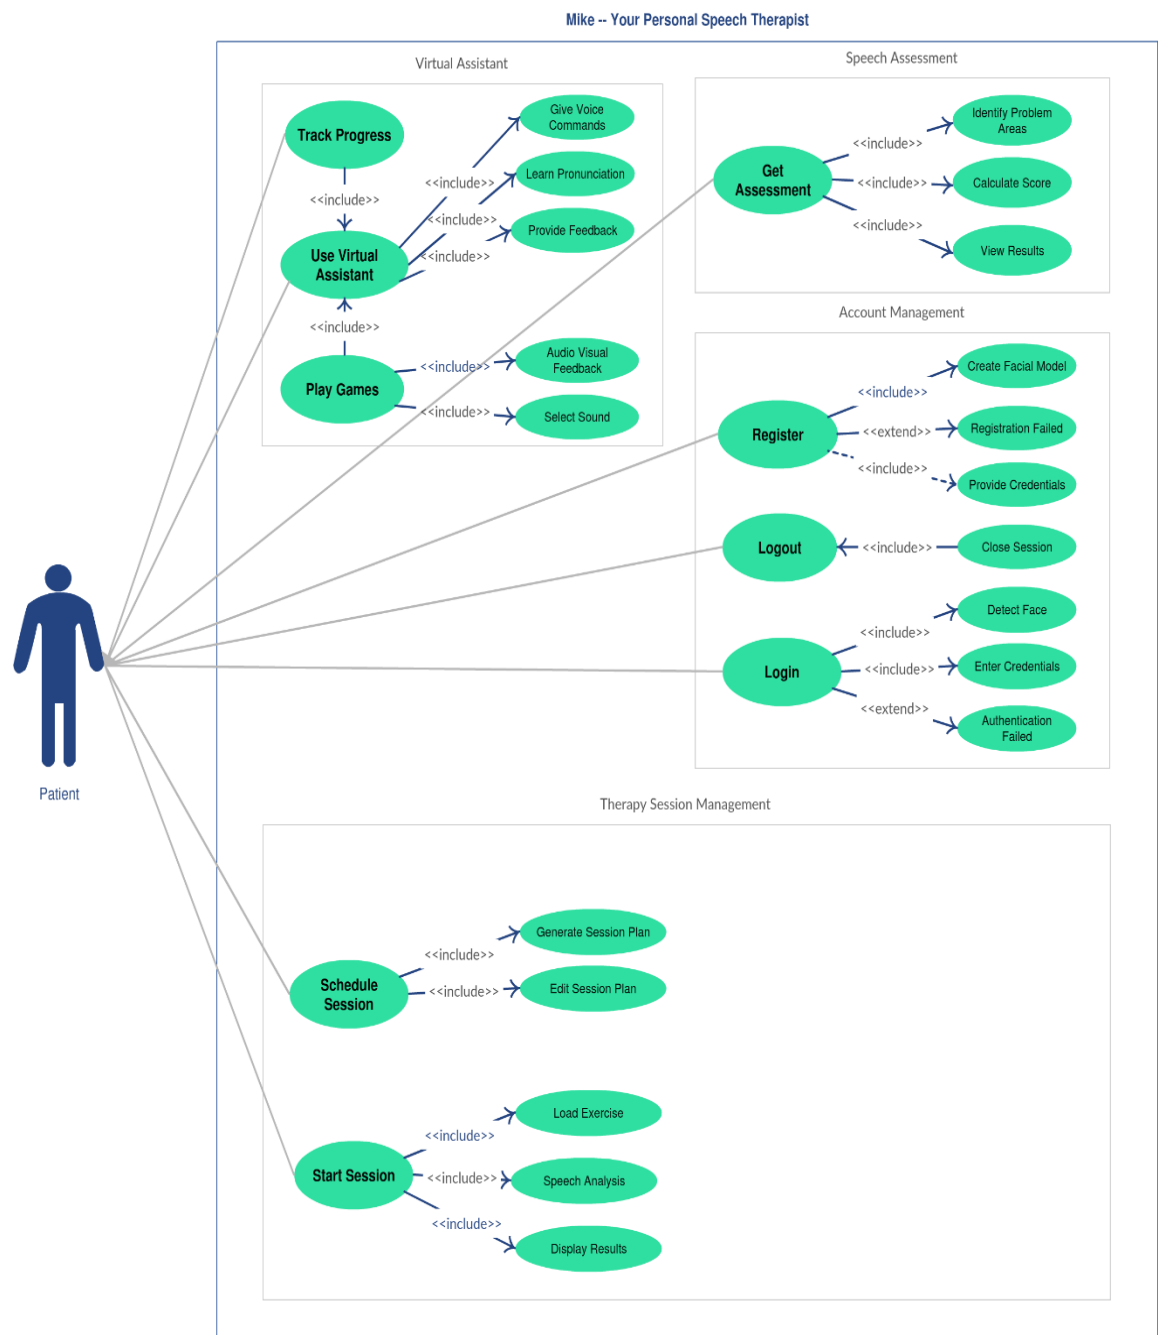 Mike -- Your Personal Speech Therapist
Virtual Assistant
Track Progress
<<include>>
Use Virtual
Assistant
<<include>>
Play Games
<<include>>
<<include>>
<<include>>
<<include>>
<<include>>
Give Voice
Commands
Learn Pronunciation
Provide Feedback
Audio Visual
Feedback
Select Sound
Speech Assessment
Get
Assessment
<<include>>
<<include>>
<<include>>
Identify Problem
Areas
Calculate Score
View Results
Account Management
Register
<<include>>
<<extend>>
<<include>>
Create Facial Model
Registration Failed
Provide Credentials
Logout
<<include>>
Close Session
Login
<<include>>
<<include>>
<<extend>>
Detect Face
Enter Credentials
Authentication
Failed
Patient
Therapy Session Management
Schedule
Session
<<include>>
<<include>>
Generate Session Plan
Edit Session Plan
Start Session
<<include>>
<<include>>
<<include>>
Load Exercise
Speech Analysis
Display Results